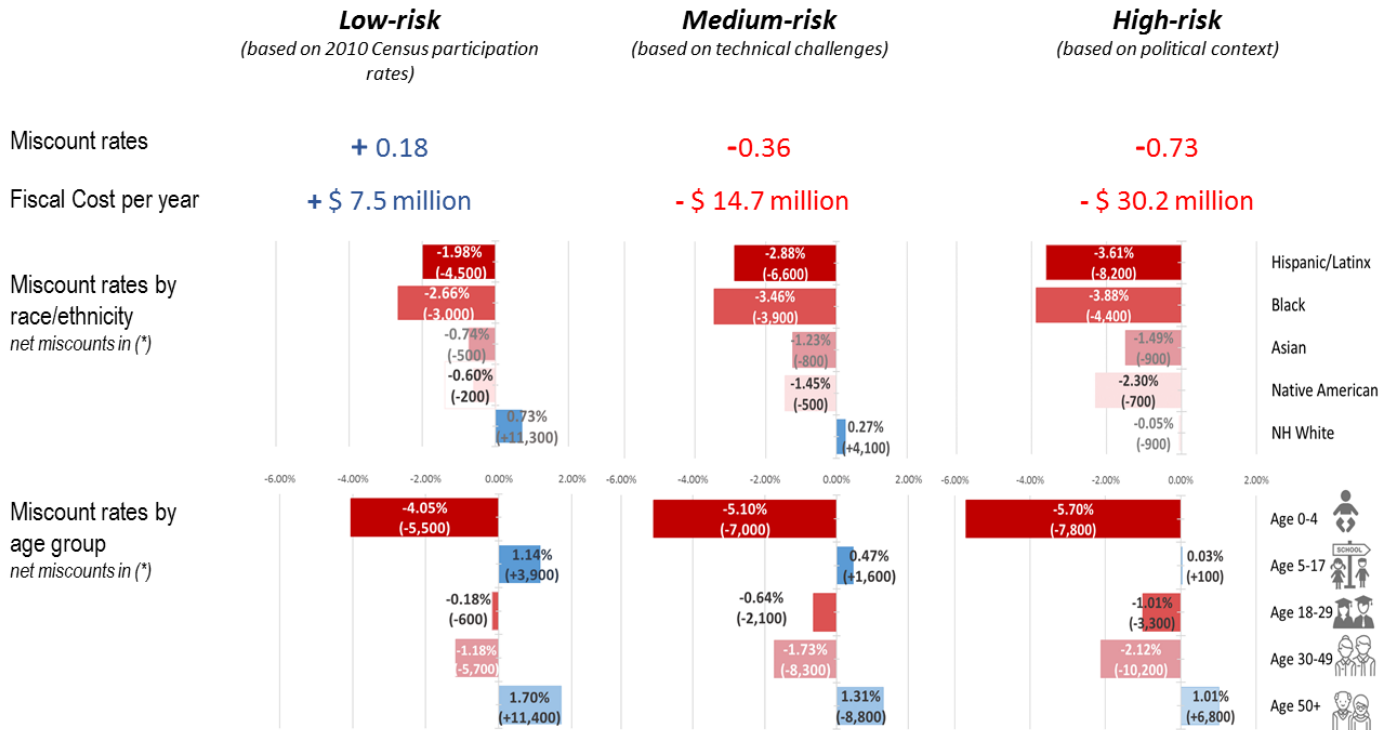 Low-risk
(based on 2010 Census participation
rates)
Medium-risk
(based on technical challenges)
High-risk
(based on political context)
Miscount rates
+ 0.18
-0.36
-0.73
Fiscal Cost per year
+ $ 7.5 million
- $ 14.7 million
- $ 30.2 million
Miscount rates by
race/ethnicity
net miscounts in (*)
-1.98%
(-4,500)
-2.66%
(-3,000)
-0.74%
(-500)
-0.60%
(-200)
0.73%
(+11,300)
-2.88%
(-6,600)
-3.46%
(-3,900)
-1.23%
(-800)
-1.45%
(-500)
0.27%
(+4,100)
-3.61%
(-8,200)
-3.88%
(-4,400)
-1.49%
(-900)
-2.30%
(-700)
-0.05%
(-900)
Hispanic/Latinx
Black
Asian
Native American
NH White
-6.00% -4.00% -2.00% 0.00% 2.00%
-6.00% -4.00% -2.00% 0.00% 2.00%
-6.00% -4.00% -2.00% 0.00% 2.00%
Miscount rates by
age group
net miscounts in (*)
-4.05%
(-5,500)
1.14%
(+3,900)
-0.18%
(-600)
-1.18%
(-5,700)
1.70%
(+11,400)
-5.10%
(-7,000)
0.47%
(+1,600)
-0.64%
(-2,100)
-1.73%
(-8,300)
1.31%
(-8,800)
-5.70%
(-7,800)
0.03%
(+100)
-1.01%
(-3,300)
-2.12%
(-10,200)
1.01%
(+6,800)
Age 0-4
Age 5-17
SCHOOL
Age 18-29
Age 30-49
Age 50+